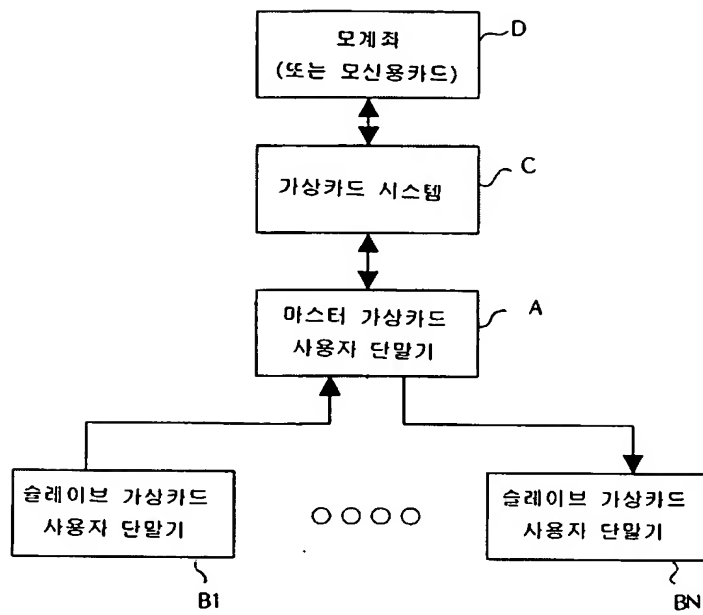 모계좌
(또는 모신용카드)
D
가상카드 시스템
C
마스터 가상카드
사용자 단말기
A
슬레이브 가상카드
사용자 단말기
B1
슬레이브 가상카드
사용자 단말기
BN